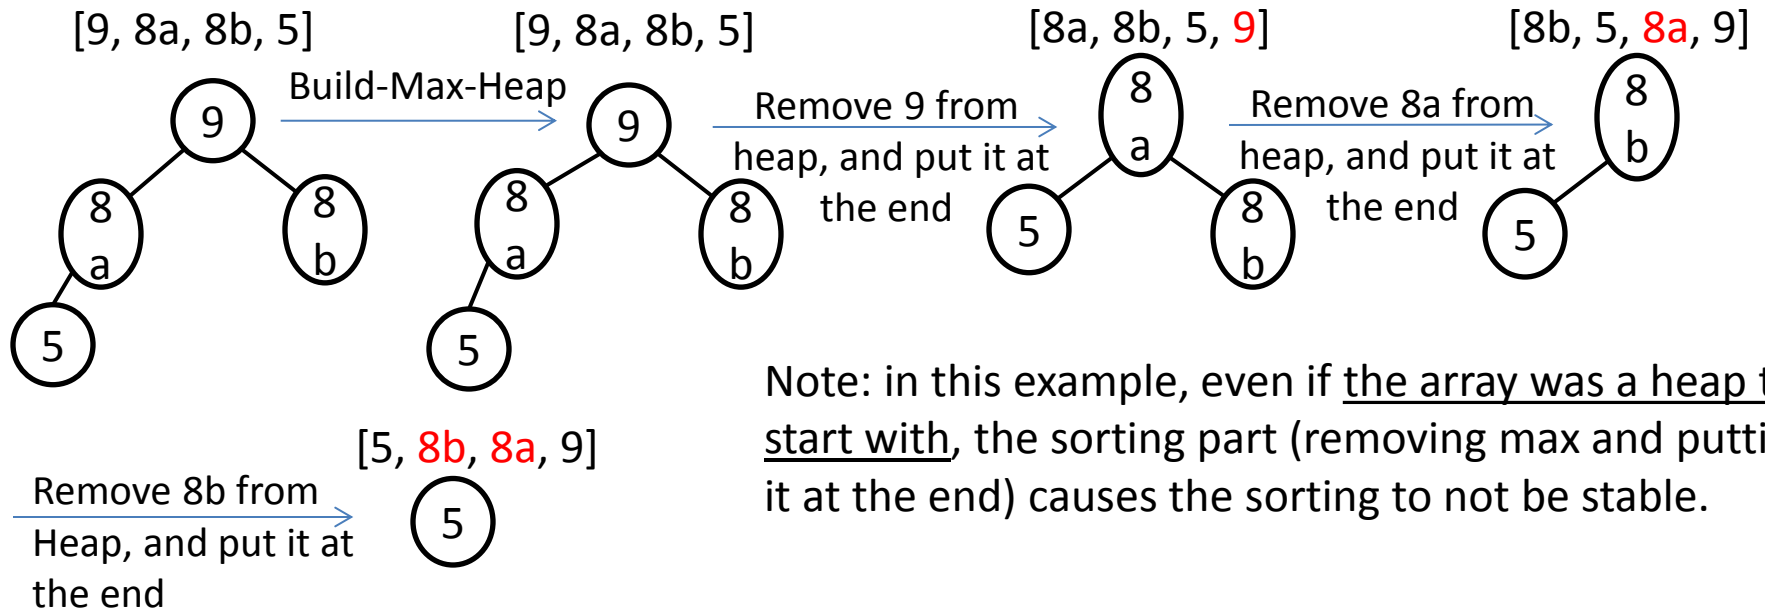 [9, 8a, 8b, 5]
[9, 8a, 8b, 5]
[8a, 8b, 5, 9]
[8b, 5, 8a, 9]
9
8
a
8
b
5
Build-Max-Heap
9
8
a
8
b
5
Remove 9 from
heap, and put it at
the end
8
a
5
8
b
Remove 8a from
heap, and put it at
the end
8
b
5
Note: in this example, even if the array was a heap
start with, the sorting part (removing max and
it at the end) causes the sorting to not be stable.
Remove 8b from
Heap, and put it at
the end
[5, 8b, 8a, 9]
5